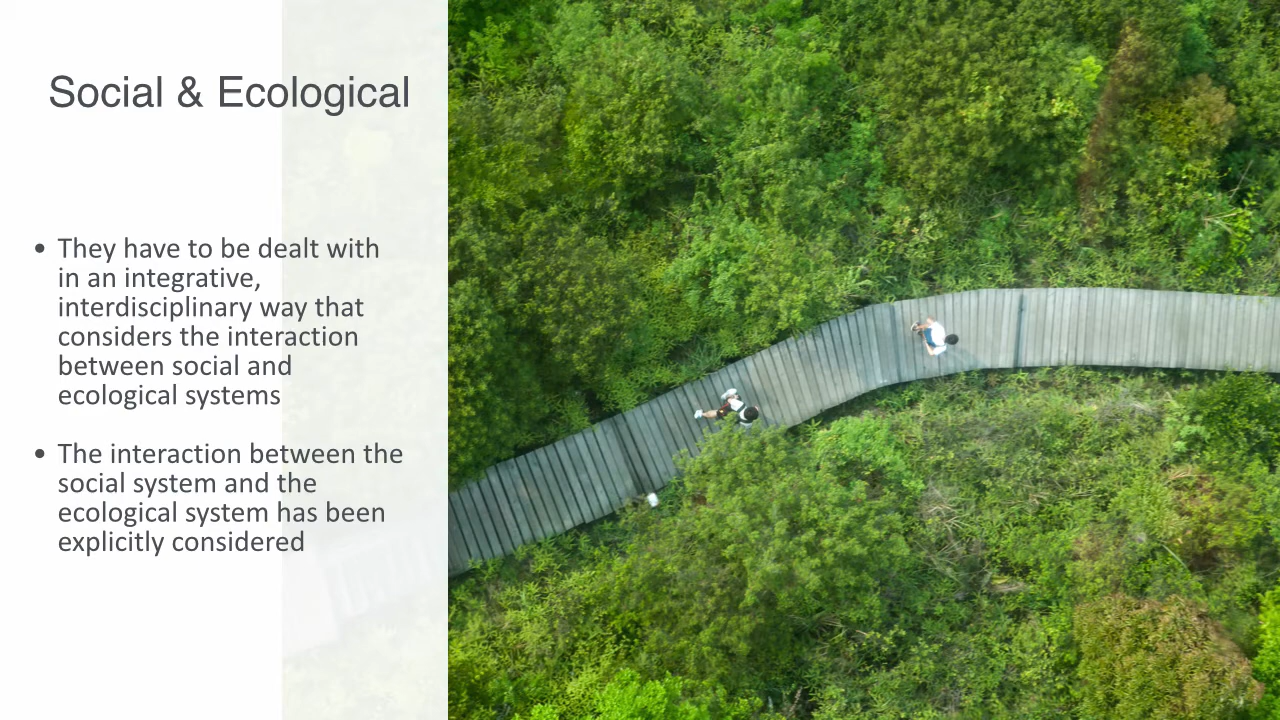 Social & Ecological
• They have to be dealt with
in an integrative,
interdisciplinary way that
considers the interaction
between social and
ecological systems
• The interaction between the
social system and the
ecological system has been
explicitly considered